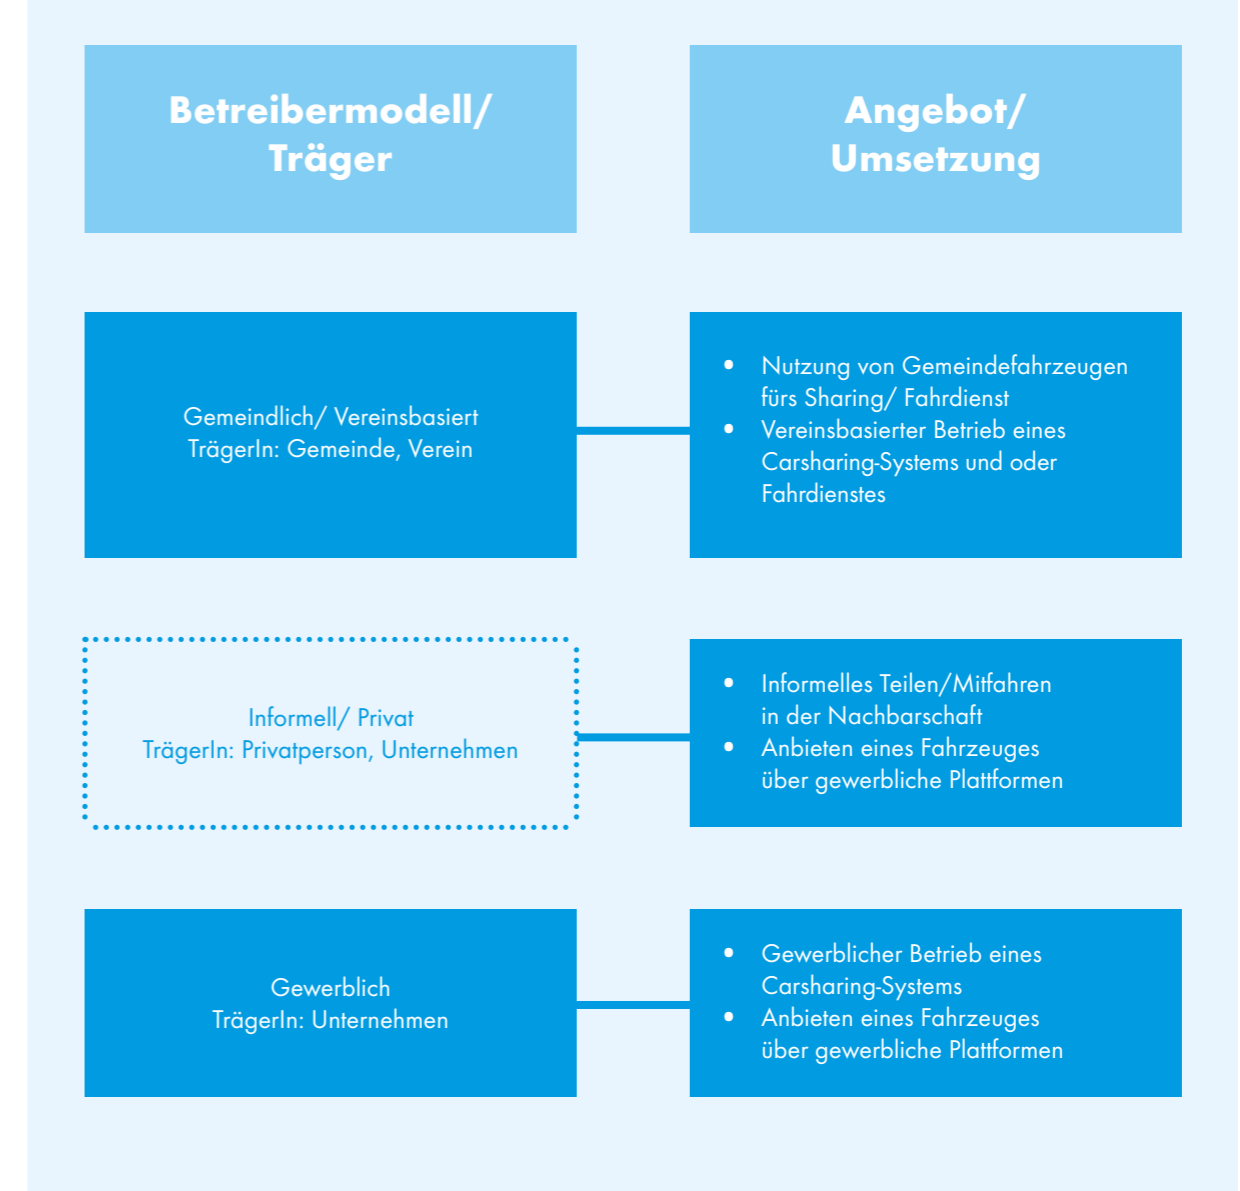 Betreibermodell/
Träger
Angebot/
Umsetzung
Gemeindlich/ Vereinsbasiert
TrägerIn: Gemeinde, Verein
• Nutzung von Gemeindefahrzeugen
fürs Sharing/ Fahrdienst
• Vereinsbasierter Betrieb eines
Carsharing-Systems und oder
Fahrdienstes
Informell/ Privat
TrägerIn: Privatperson, Unternehmen
• Informelles Teilen/Mitfahren
in der Nachbarschaft
• Anbieten eines Fahrzeuges
über gewerbliche Plattformen
Gewerblich
TrägerIn: Unternehmen
• Gewerblicher Betrieb eines
Carsharing-Systems
• Anbieten eines Fahrzeuges
über gewerbliche Plattformen